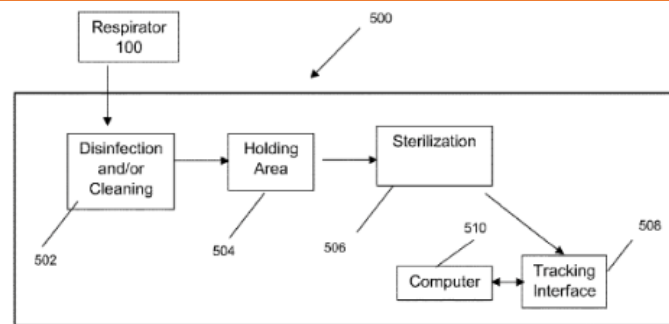 Respirator
100
500
Disinfection
and/or
Cleaning
Holding
Area
Sterilization
502
504
506
510
508
Computer
Tracking
Interface